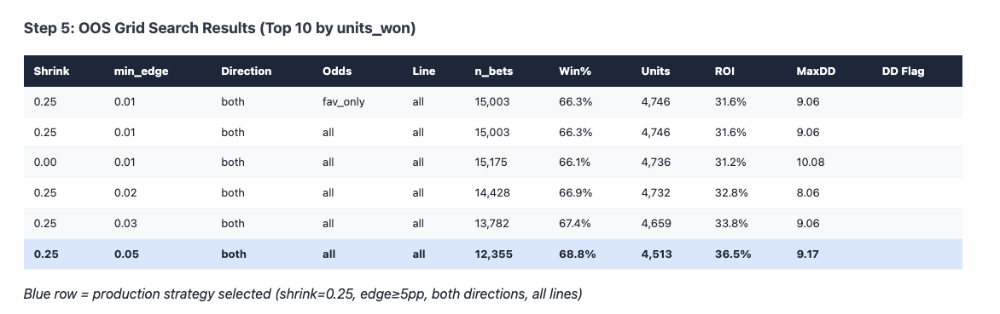 Step 5: OOS Grid Search Results (Top 10 by units_won)
Shrink min_edge Direction Odds Line n_bets Win% Units ROI MaxDD DD Flag
0.25 0.01 both fav_only all 15,003 66.3% 4,746 31.6% 9.06
0.25 0.01 both all all 15,003 66.3% 4,746 31.6% 9.06
0.00 0.01 both all all 15,175 66.1% 4,736 31.2% 10.08
0.25 0.02 both all all 14,428 66.9% 4,732 32.8% 8.06
0.25 0.03 both all all 13,782 67.4% 4,659 33.8% 9.06
0.25 0.05 both all all 12,355 68.8% 4,513 36.5% 9.17
Blue row = production strategy selected (shrink=0.25, edge≥5pp, both directions, all lines)